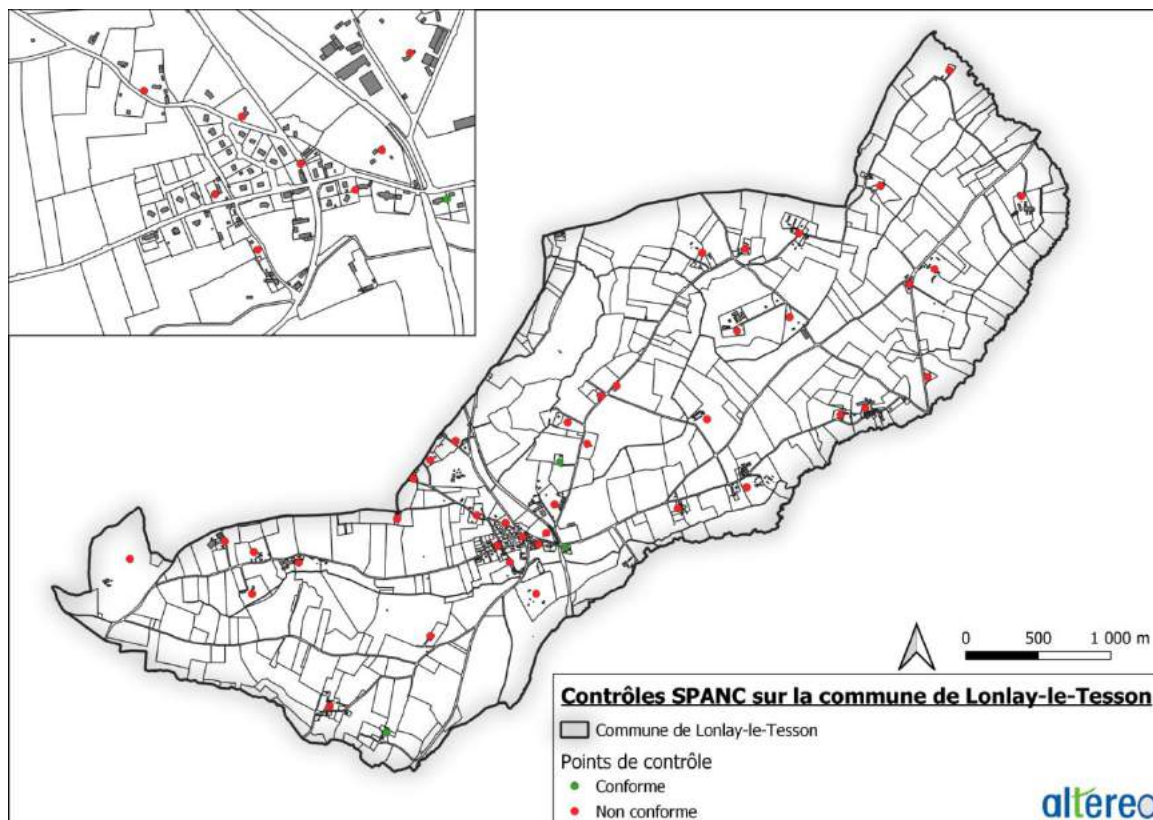 0 500 1 000 m
Contrôles SPANC sur la commune de Lonlay-le-Tesson
Commune de Lonlay-le-Tesson
Points de contrôle
Conforme
Non conforme
altereo